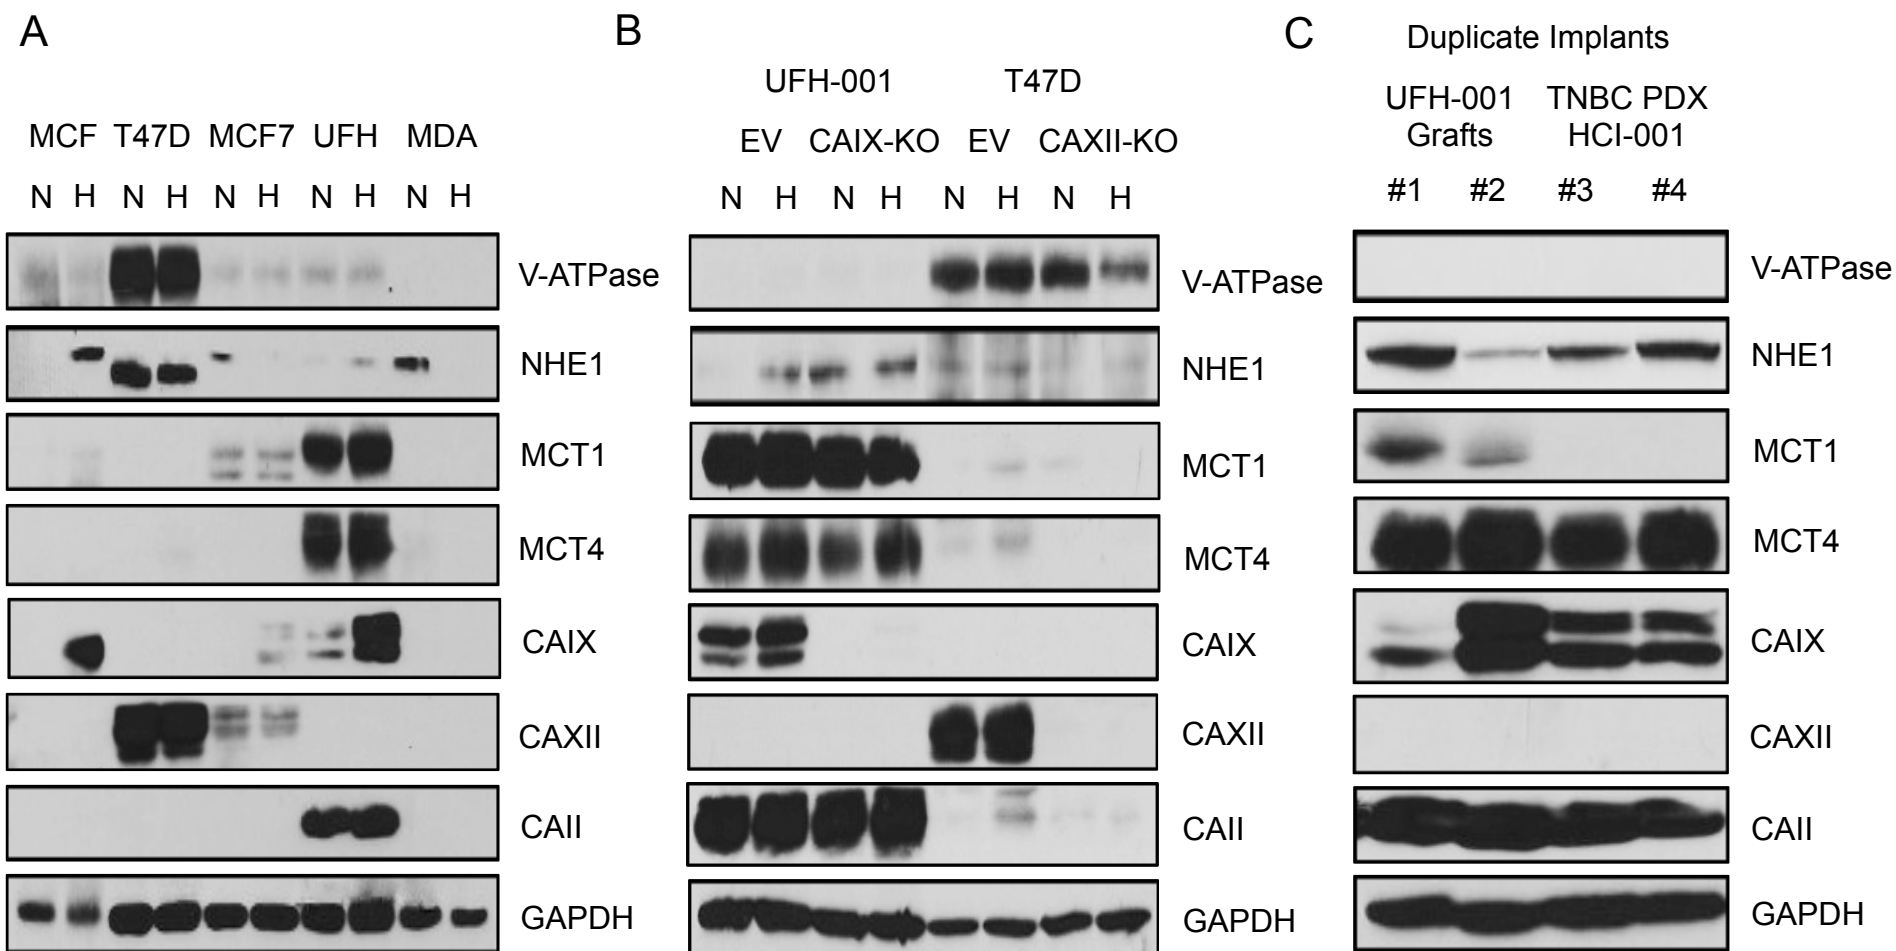 A
MCF T47D MCF7 UFH MDA
N H N H N H N H N H
V-ATPase
NHE1
MCT1
MCT4
CAIX
CAXII
CAII
GAPDH
B
UFH-001 T47D
EV CAIX-KO EV CAXII-KO
N H N H N H N H
V-ATPase
NHE1
MCT1
MCT4
CAIX
CAXII
CAII
GAPDH
C
Duplicate Implants
UFH-001 TNBC PDX
Grafts HCI-001
#1 #2 #3 #4
V-ATPase
NHE1
MCT1
MCT4
CAIX
CAXII
CAII
GAPDH